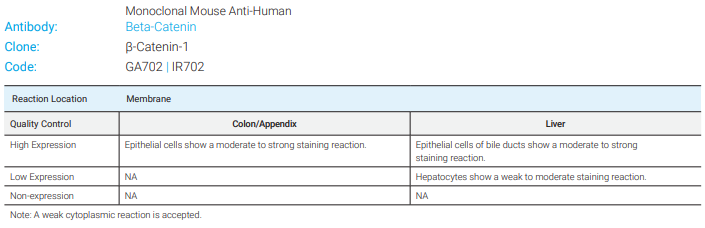 Monoclonal Mouse Anti-Human
Antibody: Beta-Catenin
Clone: β-Catenin-1
Code: GA702 | IR702
Reaction Location Membrane
Quality Control Colon/Appendix Liver
High Expression Epithelial cells show a moderate to strong staining reaction. Epithelial cells of bile ducts show a moderate to strong
staining reaction.
Low Expression NA Hepatocytes show a weak to moderate staining reaction.
Non-expression NA NA
Note: A weak cytoplasmic reaction is accepted.